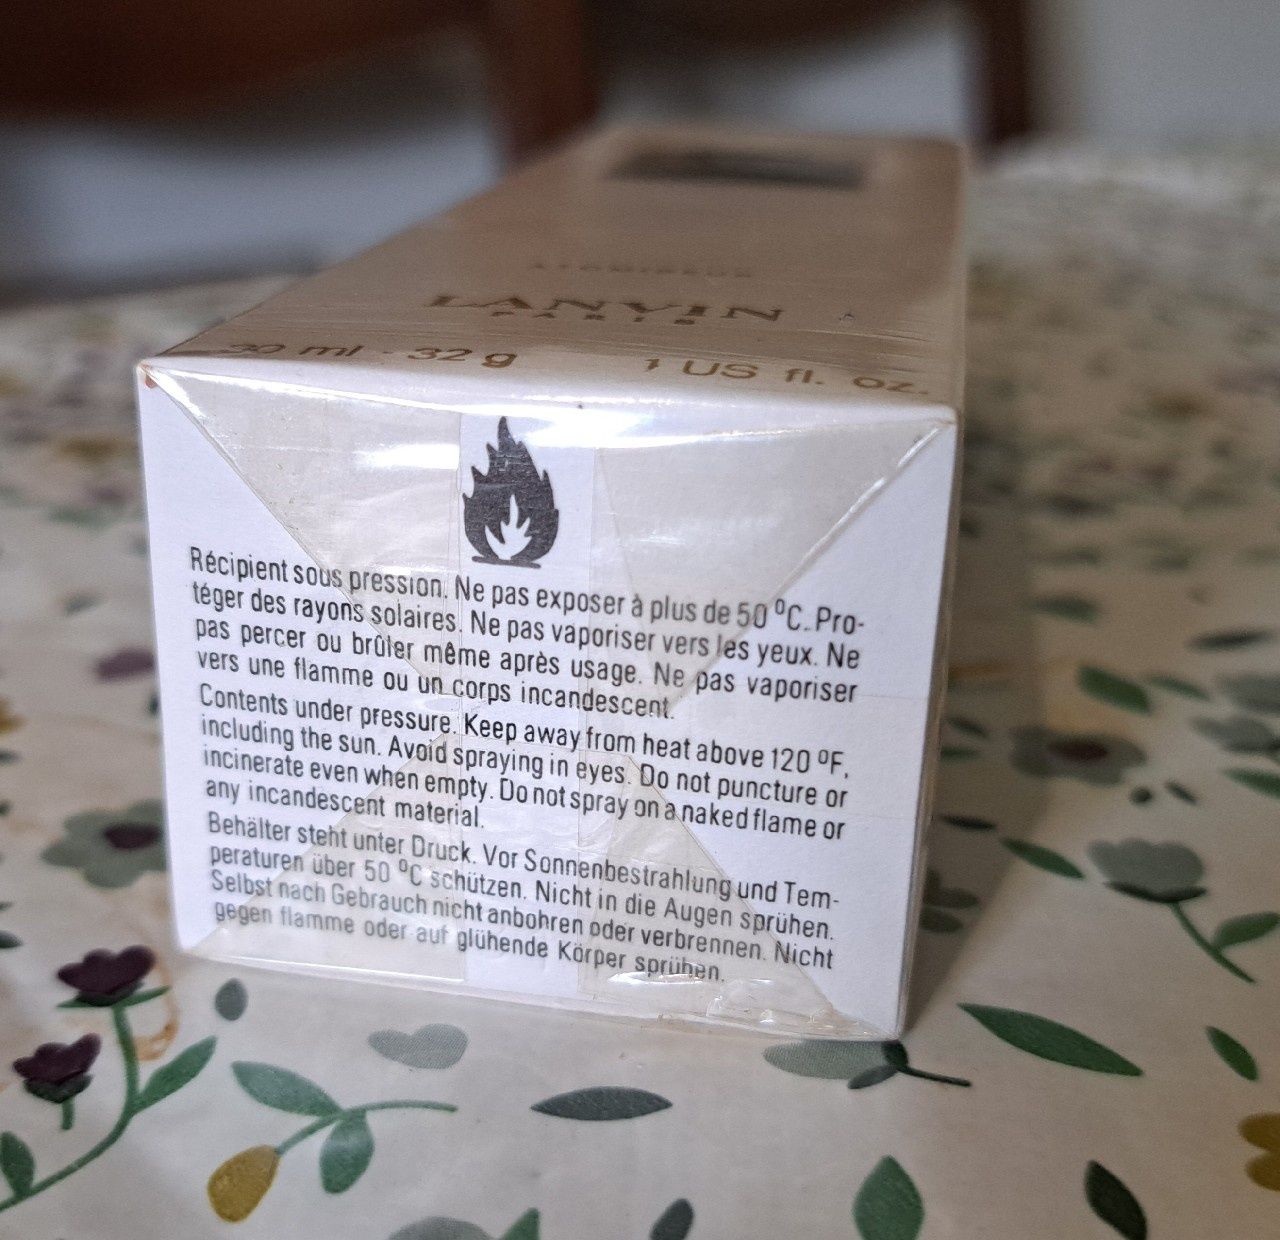 ATOMISEUR
LANVIN
PARIS
30 ml - 32 g 1 US fl. oz.
Récipient sous pression. Ne pas exposer à plus de 50 °C. Pro-
téger des rayons solaires. Ne pas vaporiser vers les yeux. Ne
pas percer ou brûler même après usage. Ne pas vaporiser
vers une flamme ou un corps incandescent.
Contents under pressure. Keep away from heat above 120 °F,
including the sun. Avoid spraying in eyes. Do not puncture or
incinerate even when empty. Do not spray on a naked flame or
any incandescent material.
Behälter steht unter Druck. Vor Sonnenbestrahlung und Tem-
peraturen über 50 °C schützen. Nicht in die Augen sprühen.
Selbst nach Gebrauch nicht anbohren oder verbrennen. Nicht
gegen flamme oder auf glühende Körper sprühen.